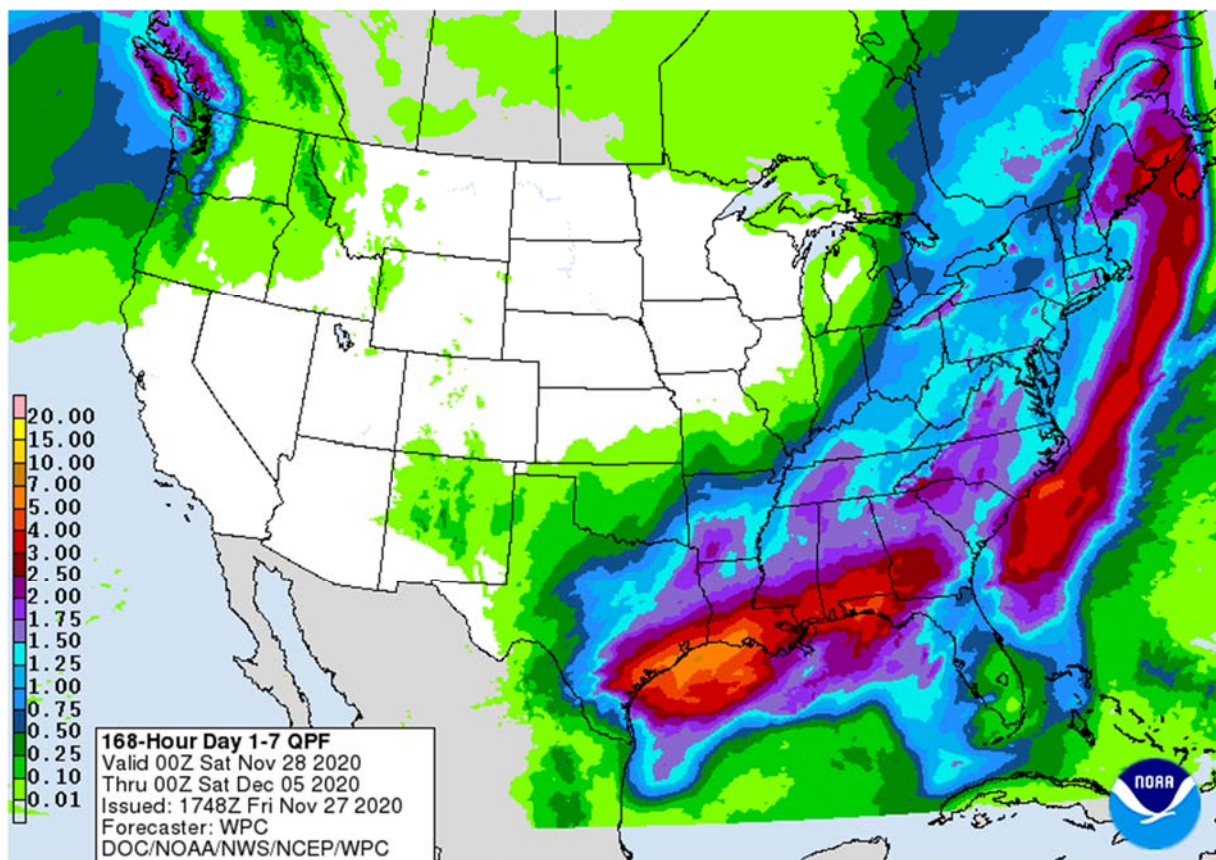 20.00
15.00
10.00
7.00
5.00
4.00
3.00
2.50
2.00
1.75
1.50
1.25
1.00
0.75
0.50
0.25
0.10
0.01
168-Hour Day 1-7 QPF
Valid 00Z Sat Nov 28 2020
Thru 00Z Sat Dec 05 2020
Issued: 1748Z Fri Nov 27 2020
Forecaster: WPC
DOC/NOAA/NWS/NCEP/WPC
NOAA